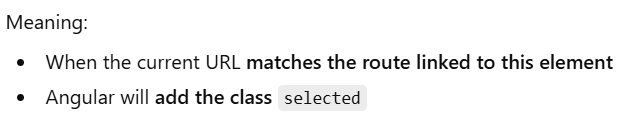 Meaning:
• When the current URL matches the route linked to this element
• Angular will add the class selected